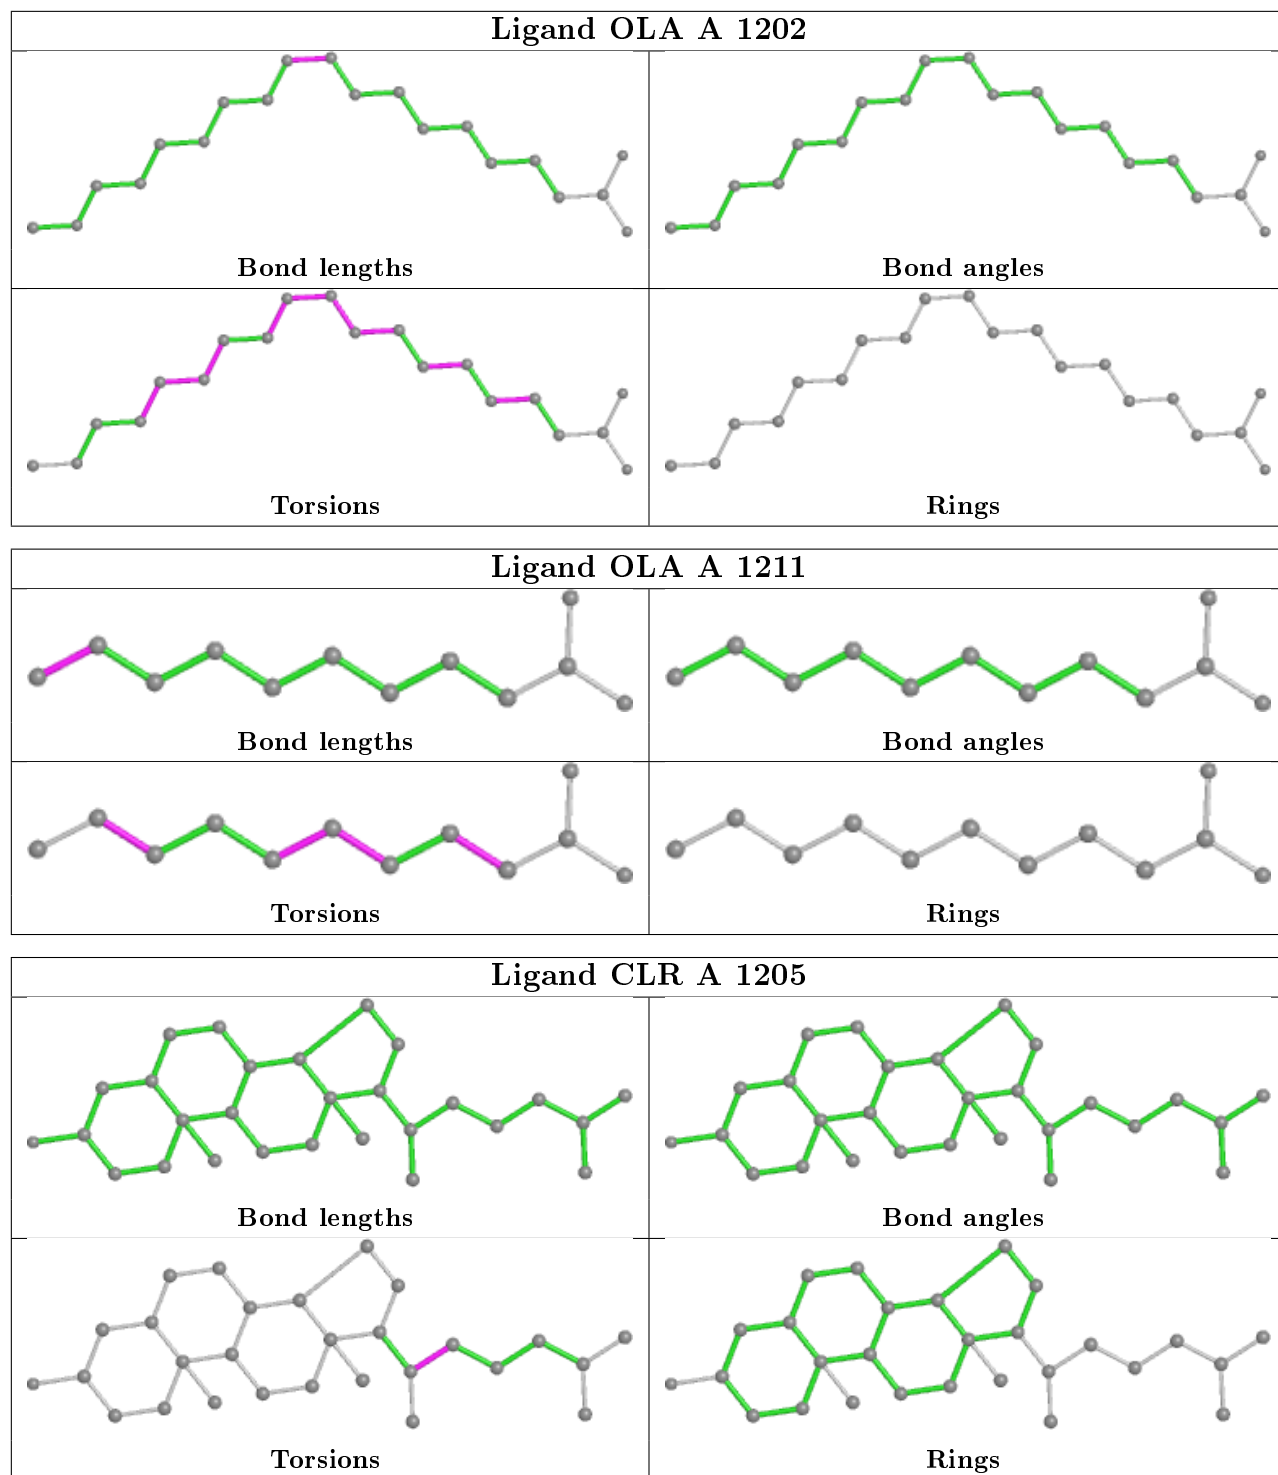 Ligand OLA A 1202
Bond lengths
Bond angles
Torsions
Rings
Ligand OLA A 1211
Bond lengths
Bond angles
Torsions
Rings
Ligand CLR A 1205
Bond lengths
Bond angles
Torsions
Rings